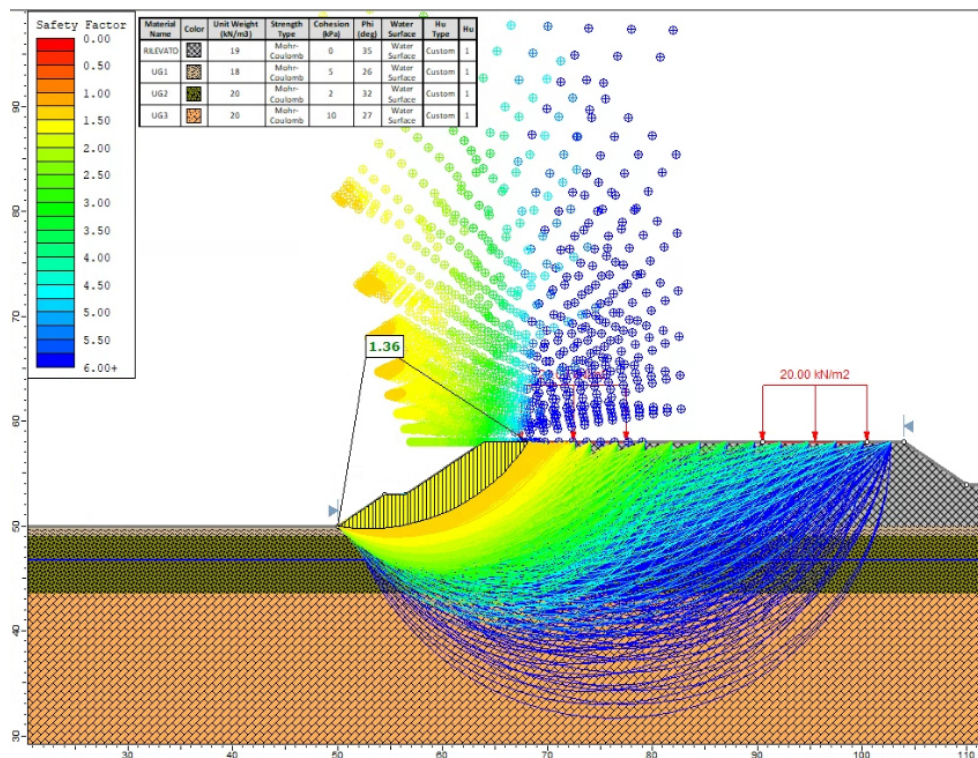 Safety Factor
0.00
0.50
1.00
1.50
2.00
2.50
3.00
3.50
4.00
4.50
5.00
5.50
6.00+
Material Name Color Unit Weight (kN/m3) Strength Type Cohesion (kPa) Phi (deg) Water Surface Hu Type Hu
RILEVATO 19 Mohr-Coulomb 0 35 Water Surface Custom 1
UG1 18 Mohr-Coulomb 5 26 Water Surface Custom 1
UG2 20 Mohr-Coulomb 2 32 Water Surface Custom 1
UG3 20 Mohr-Coulomb 10 27 Water Surface Custom 1
1.36
20.00 kN/m2
90
80
70
60
50
40
30
30 40 50 60 70 80 90 100 110